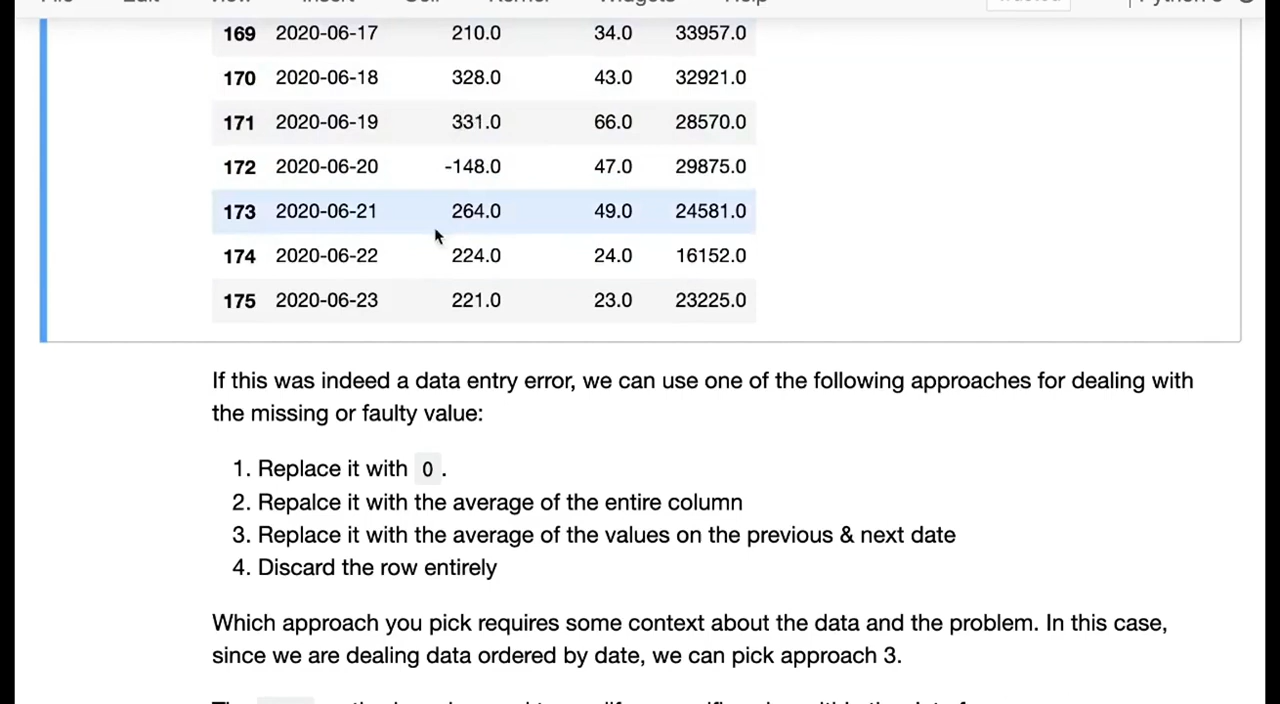 169 2020-06-17 210.0 34.0 33957.0
170 2020-06-18 328.0 43.0 32921.0
171 2020-06-19 331.0 66.0 28570.0
172 2020-06-20 -148.0 47.0 29875.0
173 2020-06-21 264.0 49.0 24581.0
174 2020-06-22 224.0 24.0 16152.0
175 2020-06-23 221.0 23.0 23225.0
If this was indeed a data entry error, we can use one of the following approaches for dealing with
the missing or faulty value:
1. Replace it with 0 .
2. Repalce it with the average of the entire column
3. Replace it with the average of the values on the previous & next date
4. Discard the row entirely
Which approach you pick requires some context about the data and the problem. In this case,
since we are dealing data ordered by date, we can pick approach 3.